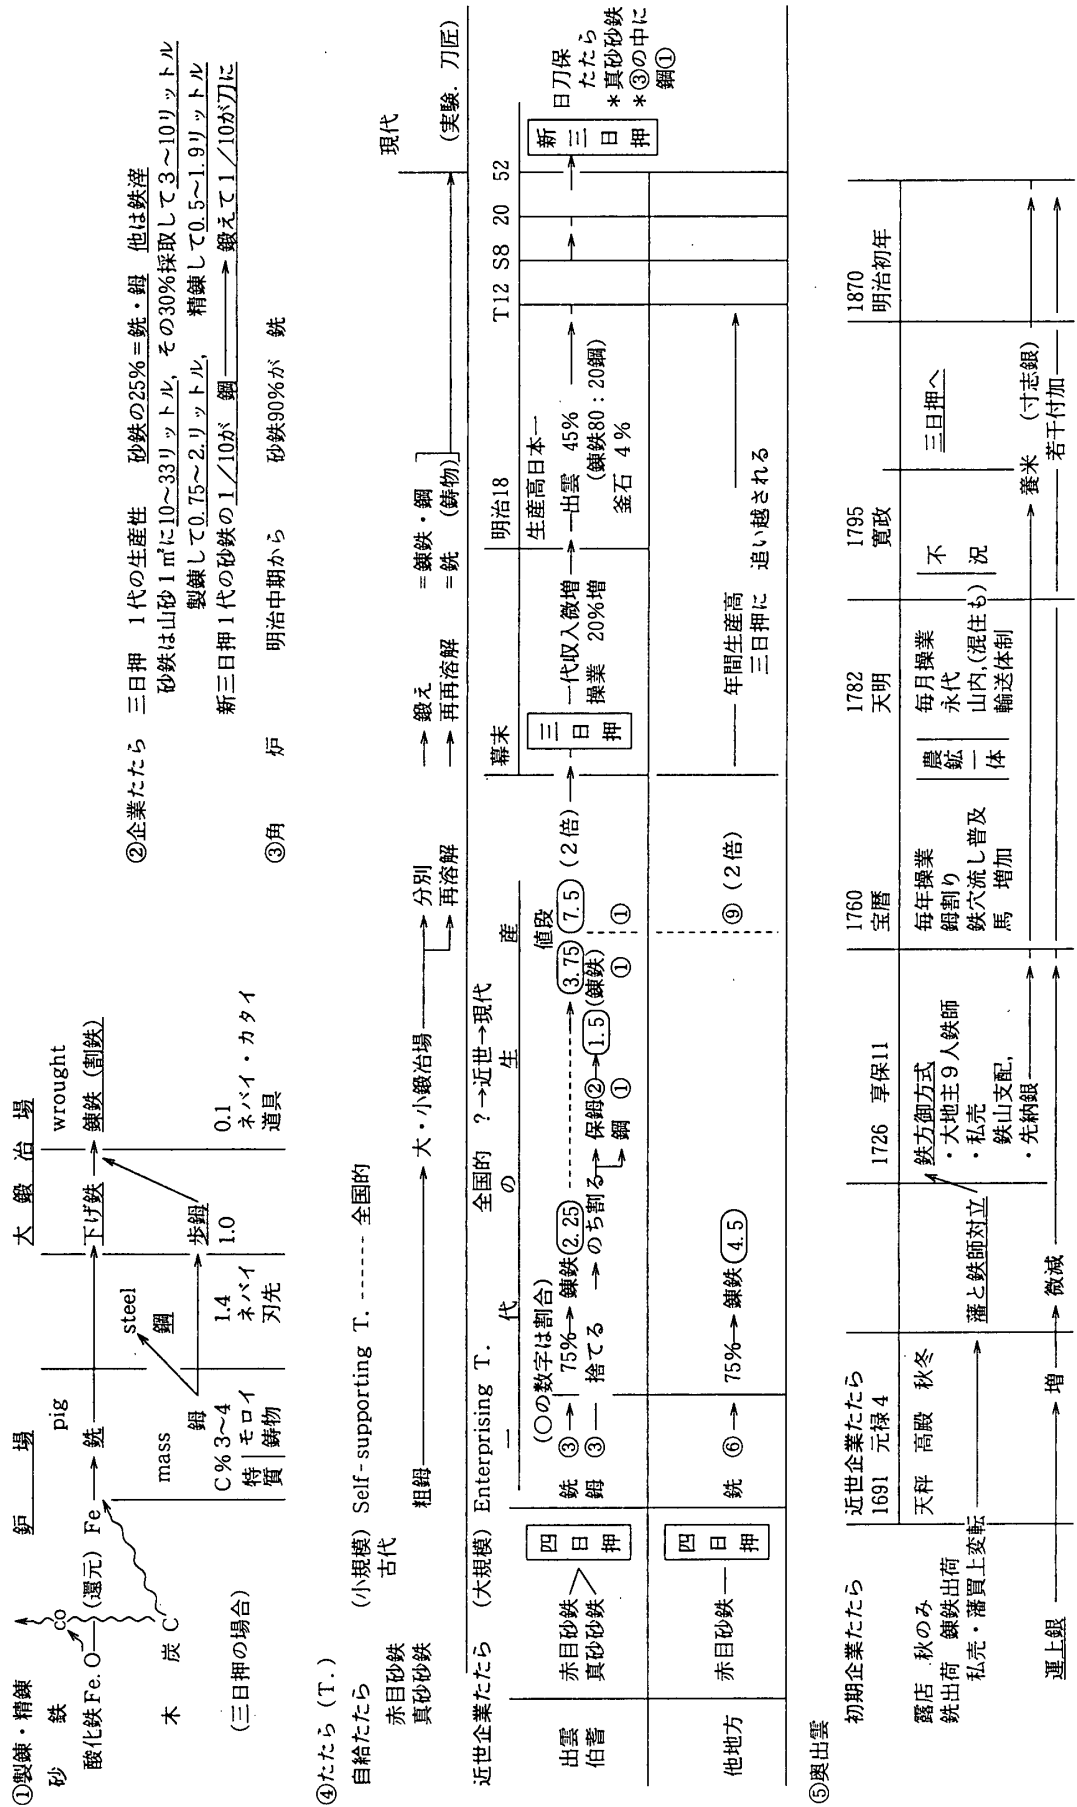 ①製錬・精錬
鈩 場
大 鍛 冶 場
砂 鉄
CO
pig
wrought
酸化鉄Fe. O―(還元) Fe → 銑 → 下げ鉄 → 錬鉄 (割鉄)
steel
鋼
木 炭 C
mass
鉧
歩鉧
C%3~4
1.4
1.0
0.1
特質
モロイ
ネバイ
ネバイ・カタイ
鋳物
刃先
道具
(三日押の場合)
②企業たたら 三日押 1代の生産性 砂鉄の25%=銑・鉧 他は鉄滓
砂鉄は山砂1㎥に10~33リットル, その30%採取して3~10リットル
製錬して0.75~2.リットル, 精錬して0.5~1.9リットル
新三日押1代の砂鉄の1/10が 鋼 → 鍛えて1/10が刀に
③角 炉 明治中期から 砂鉄90%が 銑
④たたら (T.)
自給たたら (小規模) Self-supporting T. ------ 全国的
古代
現代
赤目砂鉄
真砂砂鉄
粗鉧 → 大・小鍛冶場 → 分別 → 鍛え =錬鉄・鋼
→ 再溶解 → 再再溶解 =銑 (鋳物)
(実験. 刀匠)
近世企業たたら (大規模) Enterprising T. 全国的 ?→近世→現代
一 代 の 生 産
幕末
明治18
T12 S8 20 52
(○の数字は割合)
値段
生産高日本一
出雲
伯耆
赤目砂鉄
真砂砂鉄
四日押
銑 ③→ 75%→ 錬鉄 2.25 ------→ 3.75 7.5 (2倍) →
鉧 ③― 捨てる → のち割る → 保鉧② → 1.5 (錬鉄)
鋼 ① ① ①
三日押
一代収入微増 → 出雲 45%
操業 20%増
(錬鉄80:20鋼)
釜石 4%
新三日押
日刀保
たたら
*真砂砂鉄
*③の中に
鋼①
他地方
赤目砂鉄
四日押
銑 ⑥→ 75%→ 錬鉄 4.5
⑨ (2倍)
年間生産高
三日押に 追い越される
⑤奥出雲
初期企業たたら
近世企業たたら
1691 元禄4
1726 享保11
1760
宝暦
1782
天明
1795
寛政
1870
明治初年
露店 秋のみ
天秤 高殿 秋冬
銑出荷 錬鉄出荷
私売・藩買上変転 → 藩と鉄師対立
鉄方御方式
・大地主9人鉄師
・私売
鉄山支配,
・先納銀
毎年操業
鉧割り
鉄穴流し普及
馬 増加
農鉱一体
毎月操業
永代
山内,(混住も)
輸送体制
不況
三日押へ
養米 (寸志銀)
運上銀 → 増 → 微減 → 若干付加